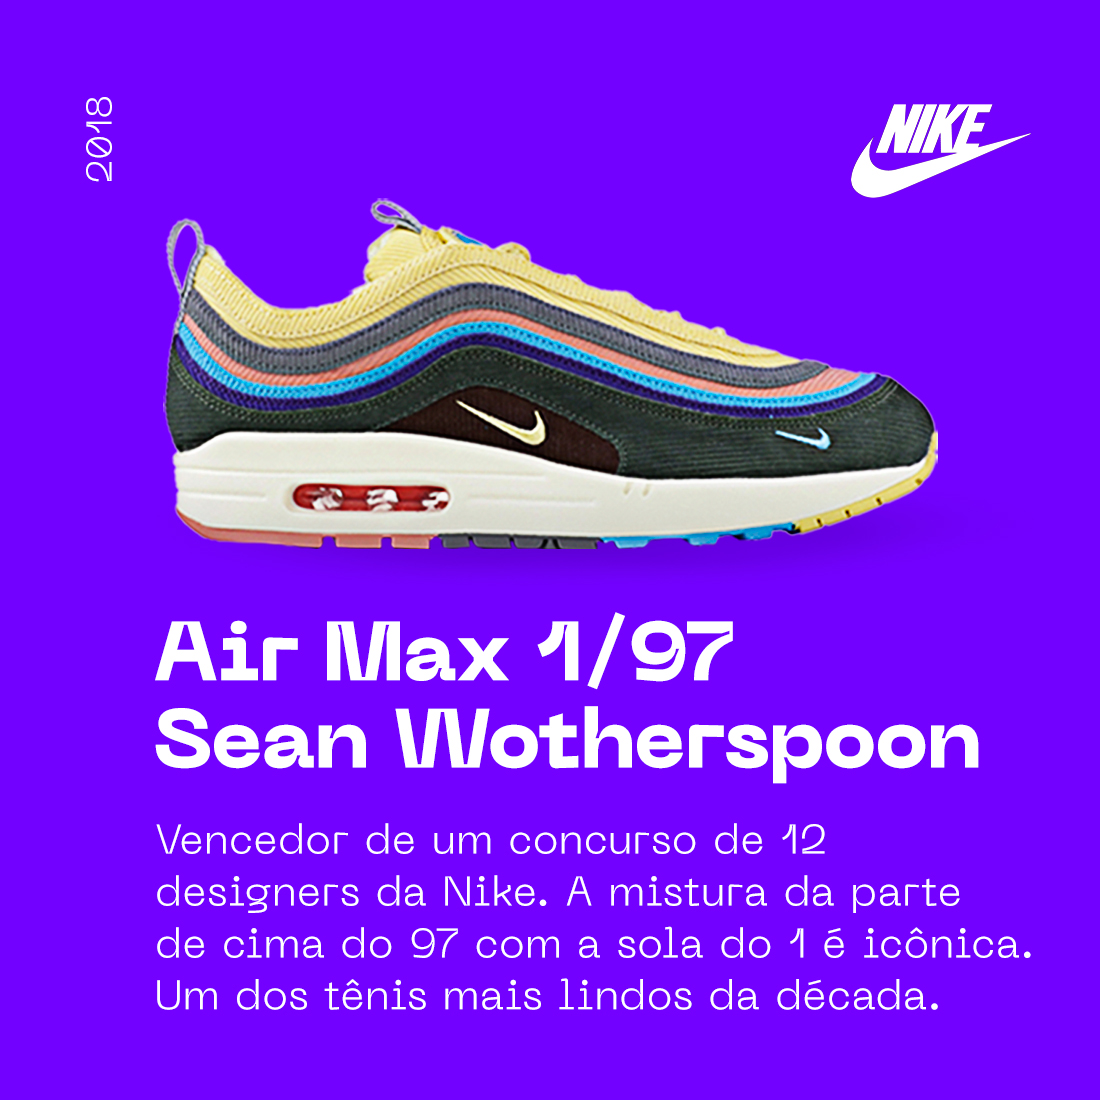 2018
NIKE
Air Max 1/97
Sean Wotherspoon
Vencedor de um concurso de 12
designers da Nike. A mistura da parte
de cima do 97 com a sola do 1 é icônica.
Um dos tênis mais lindos da década.